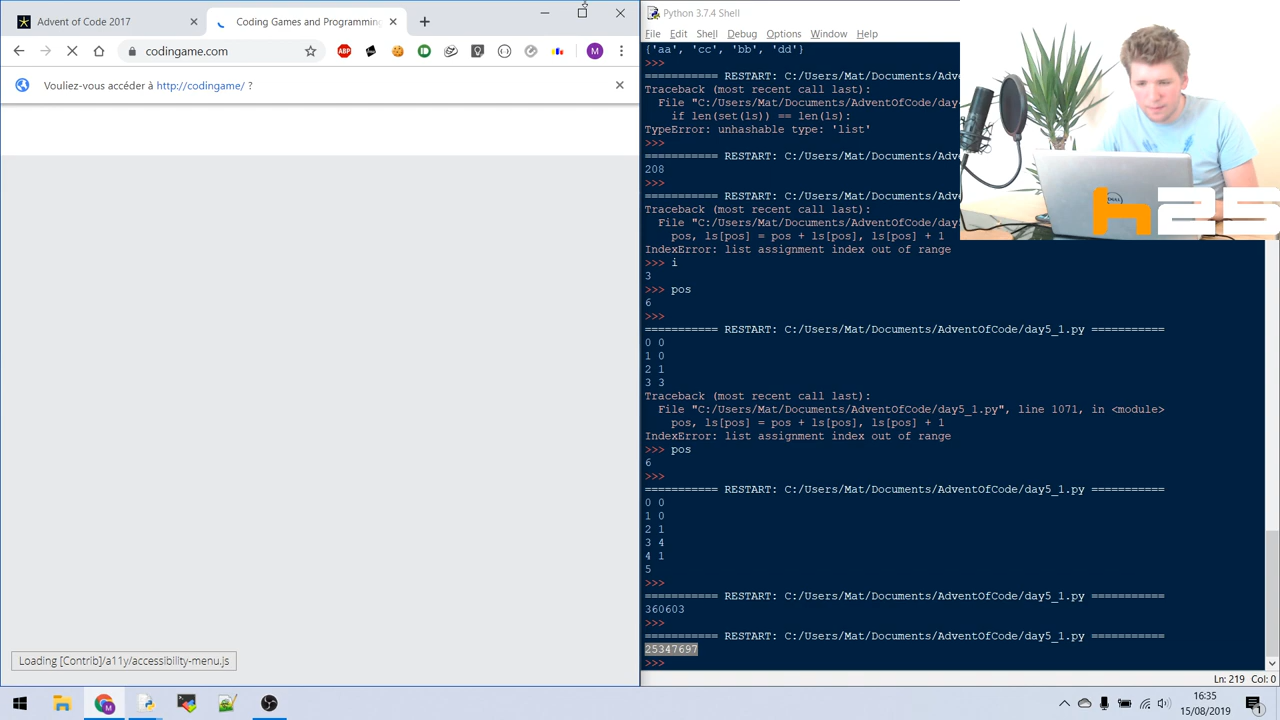 Advent of Code 2017
Coding Games and Programming
codingame.com
ABP
M
Vouliez-vous accéder à http://codingame/ ?
Loading [Contrib]/a11y/accessibility-menu.js
Python 3.7.4 Shell
File Edit Shell Debug Options Window Help
{'aa', 'cc', 'bb', 'dd'}
>>>
=========== RESTART: C:/Users/Mat/Documents/Adv
Traceback (most recent call last):
File "C:/Users/Mat/Documents/AdventOfCode/day
if len(set(ls)) == len(ls):
TypeError: unhashable type: 'list'
>>>
=========== RESTART: C:/Users/Mat/Documents/Adv
208
>>>
=========== RESTART: C:/Users/Mat/Documents/Adv
Traceback (most recent call last):
File "C:/Users/Mat/Documents/AdventOfCode/day
pos, ls[pos] = pos + ls[pos], ls[pos] + 1
IndexError: list assignment index out of range
>>> i
3
>>> pos
6
>>>
=========== RESTART: C:/Users/Mat/Documents/AdventOfCode/day5_1.py ===========
0 0
1 0
2 1
3 3
Traceback (most recent call last):
File "C:/Users/Mat/Documents/AdventOfCode/day5_1.py", line 1071, in <module>
pos, ls[pos] = pos + ls[pos], ls[pos] + 1
IndexError: list assignment index out of range
>>> pos
6
>>>
=========== RESTART: C:/Users/Mat/Documents/AdventOfCode/day5_1.py ===========
0 0
1 0
2 1
3 4
4 1
5
>>>
=========== RESTART: C:/Users/Mat/Documents/AdventOfCode/day5_1.py ===========
360603
>>>
=========== RESTART: C:/Users/Mat/Documents/AdventOfCode/day5_1.py ===========
25347697
>>>
Ln: 219 Col: 0
DELL
h25
16:35
15/08/2019
1